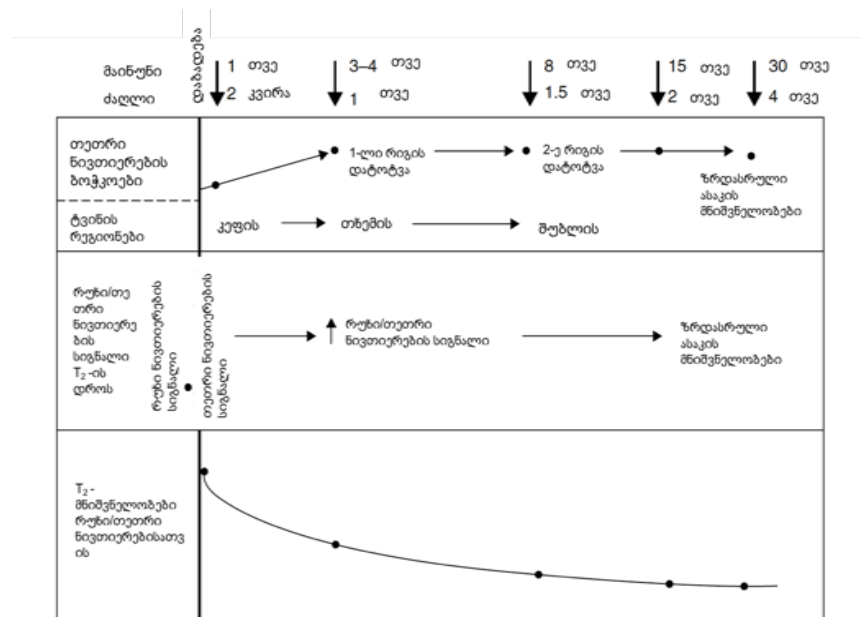 დაბადება
მაინუნი
ძაღლი
1 თვე
2 კვირა
3–4 თვე
1 თვე
8 თვე
1.5 თვე
15 თვე
2 თვე
30 თვე
4 თვე
თეთრი
ნივთიერების
ბოჭკოები
1-ლი რიგის
დატოტვა
2-ე რიგის
დატოტვა
ზრდასრული
ასაკის
მნიშვნელობები
ტვინის
რეგიონები
კეფის
თხემის
შუბლის
რუხი/თე
თრი
ნივთიერე
ბის
სიგნალი
T₂ -ის
დროს
რუხი ნივთიერების
სიგნალი
თეთრი ნივთიერების
სიგნალი
რუხი/თეთრი
ნივთიერების სიგნალი
ზრდასრული
ასაკის
მნიშვნელობები
T₂ -
მნიშვნელობები
რუხი/თეთრი
ნივთიერებისათვ
ის